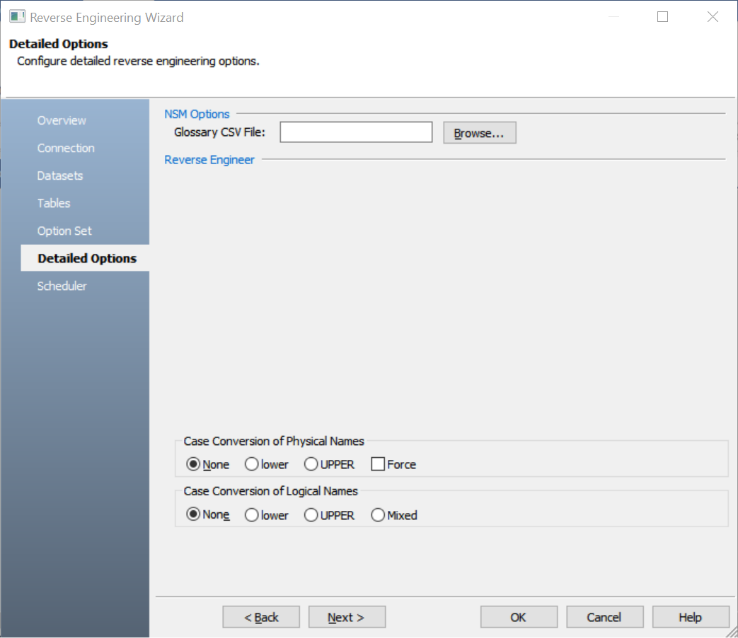 Reverse Engineering Wizard
Detailed Options
Configure detailed reverse engineering options.
Overview
Connection
Datasets
Tables
Option Set
Detailed Options
Scheduler
NSM Options
Glossary CSV File:
Browse...
Reverse Engineer
Case Conversion of Physical Names
None lower UPPER Force
Case Conversion of Logical Names
None lower UPPER Mixed
< Back Next > OK Cancel Help